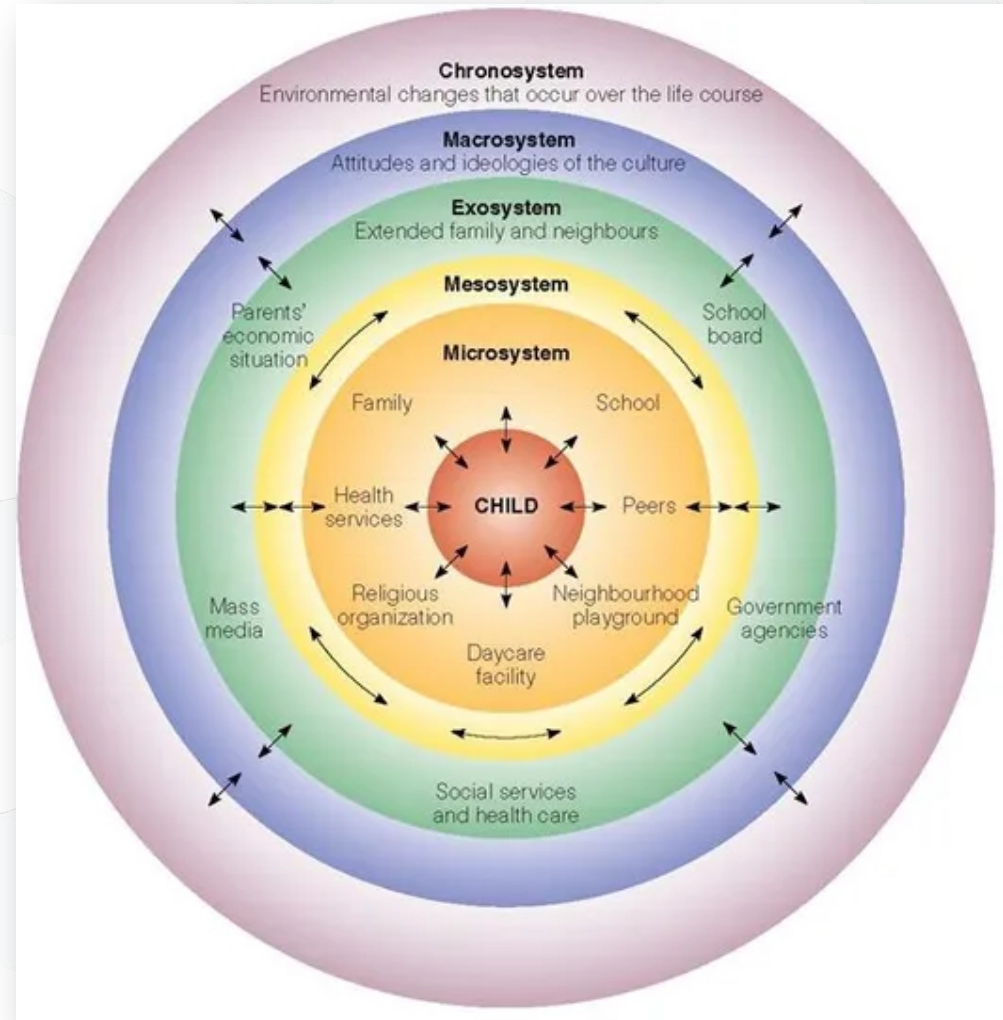 Chronosystem
Environmental changes that occur over the life course
Macrosystem
Attitudes and ideologies of the culture
Exosystem
Extended family and neighbours
Mesosystem
Parents'
economic
situation
School
board
Microsystem
Family
School
Health
services
CHILD
Peers
Religious
organization
Neighbourhood
playground
Mass
media
Government
agencies
Daycare
facility
Social services
and health care